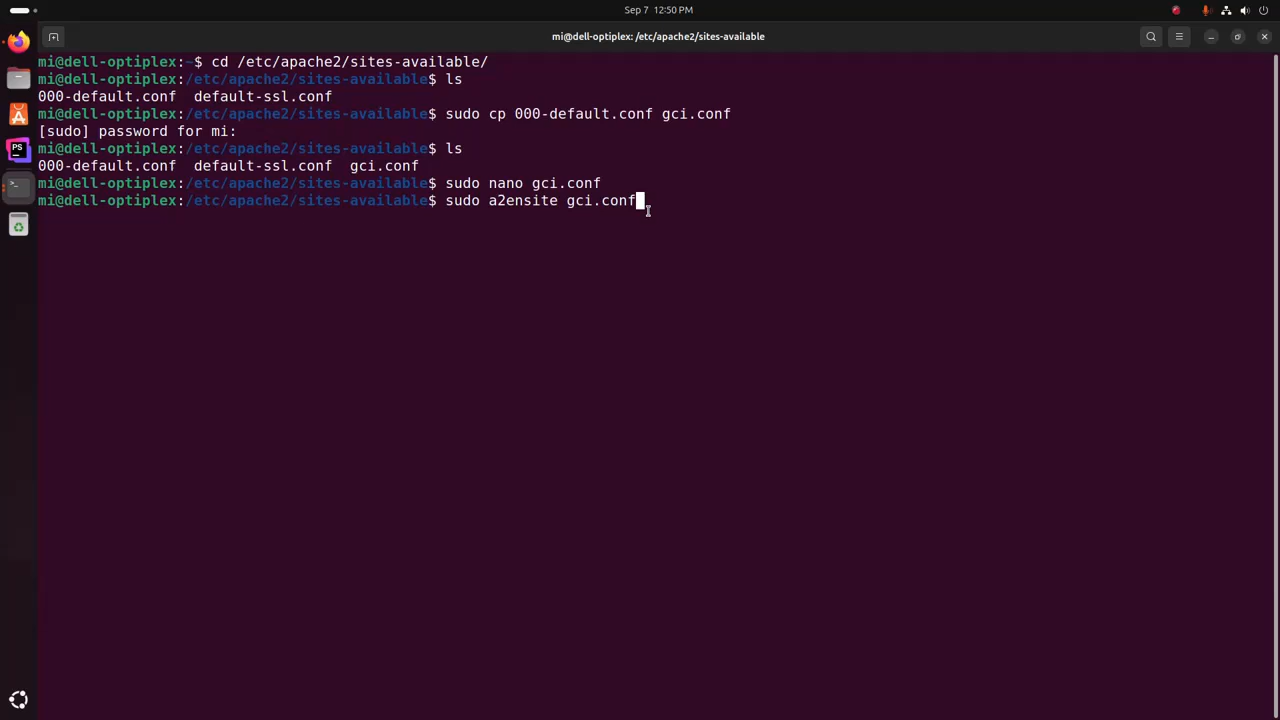 Sep 7 12:50 PM
mi@dell-optiplex: /etc/apache2/sites-available
mi@dell-optiplex:~$ cd /etc/apache2/sites-available/
mi@dell-optiplex:/etc/apache2/sites-available$ ls
000-default.conf  default-ssl.conf
mi@dell-optiplex:/etc/apache2/sites-available$ sudo cp 000-default.conf gci.conf
[sudo] password for mi:
mi@dell-optiplex:/etc/apache2/sites-available$ ls
000-default.conf  default-ssl.conf  gci.conf
mi@dell-optiplex:/etc/apache2/sites-available$ sudo nano gci.conf
mi@dell-optiplex:/etc/apache2/sites-available$ sudo a2ensite gci.conf
PS
>_